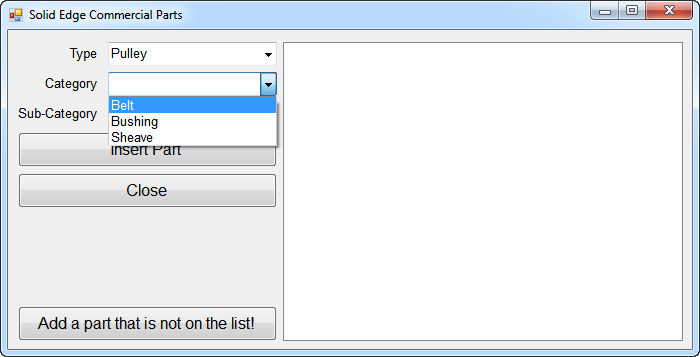 Solid Edge Commercial Parts
Type Pulley
Category
Belt
Sub-Category
Bushing
Sheave
Insert Part
Close
Add a part that is not on the list!